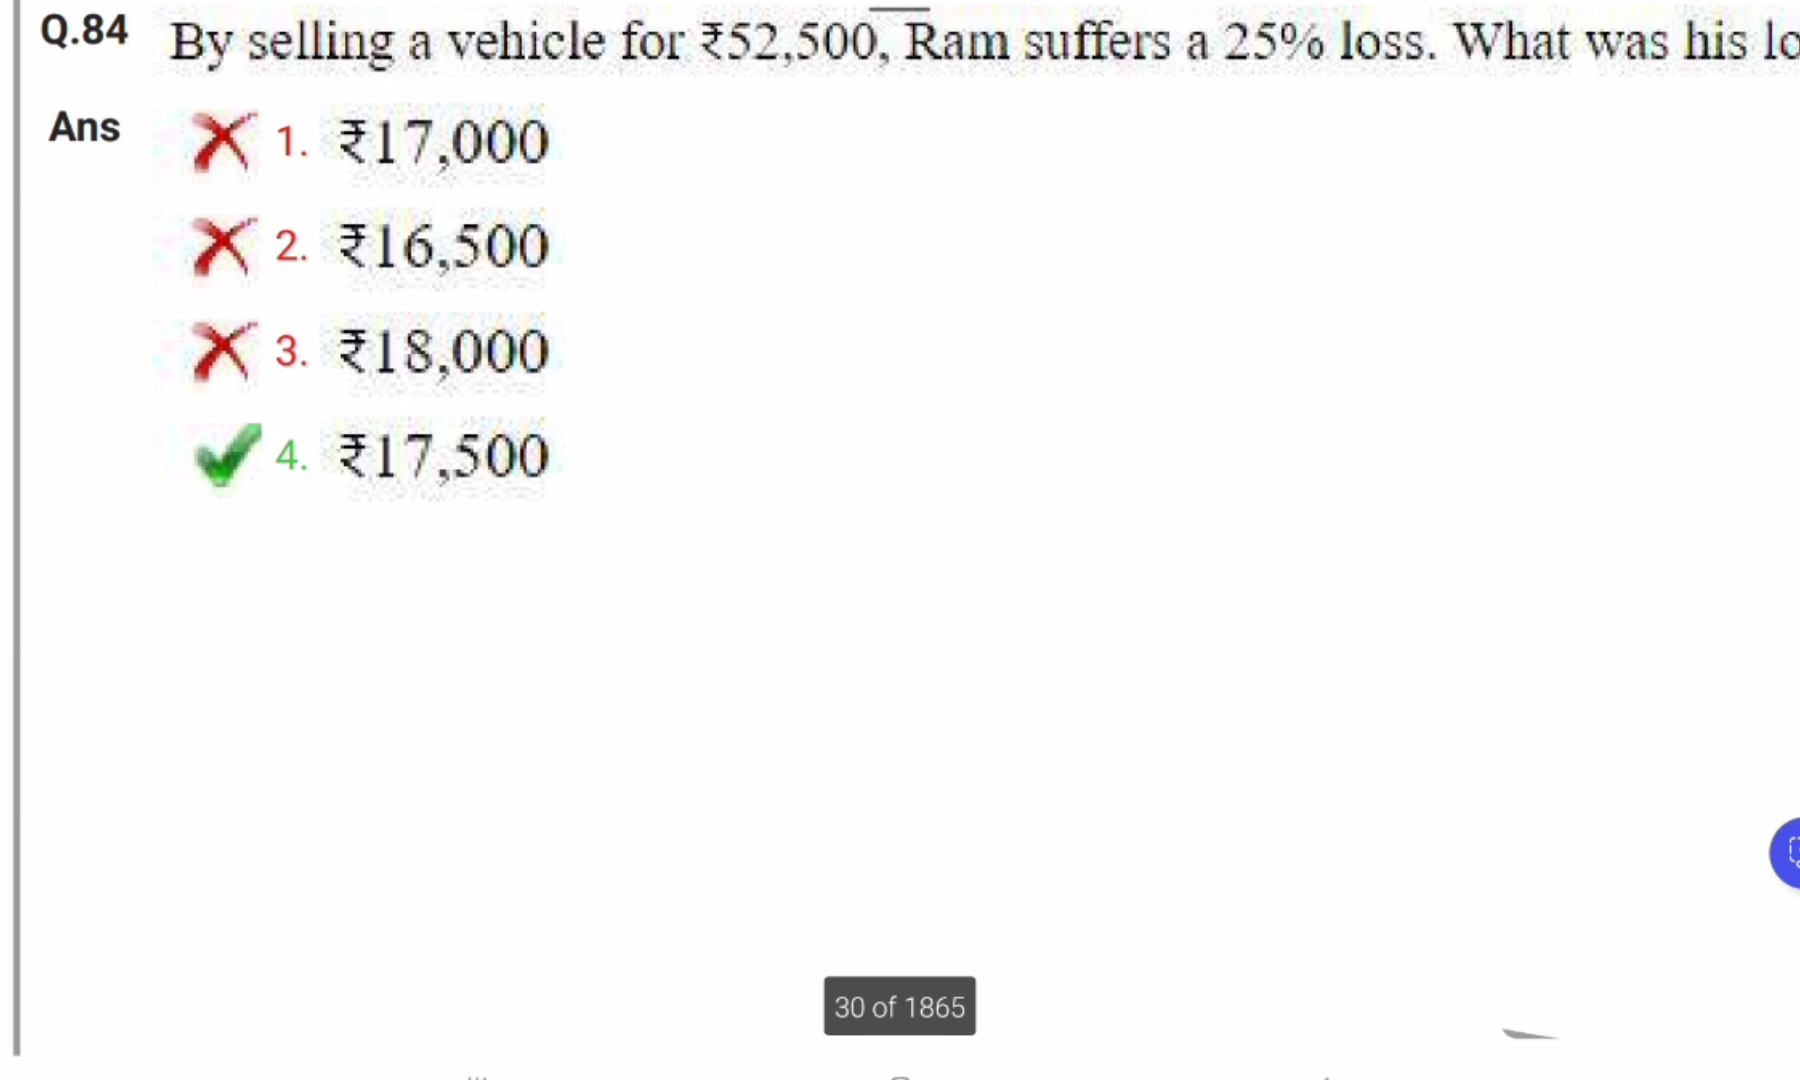 Q.84 By selling a vehicle for ₹52,500, Ram suffers a 25% loss. What was his
Ans 1. ₹17,000
2. ₹16,500
3. ₹18,000
4. ₹17,500
30 of 1865